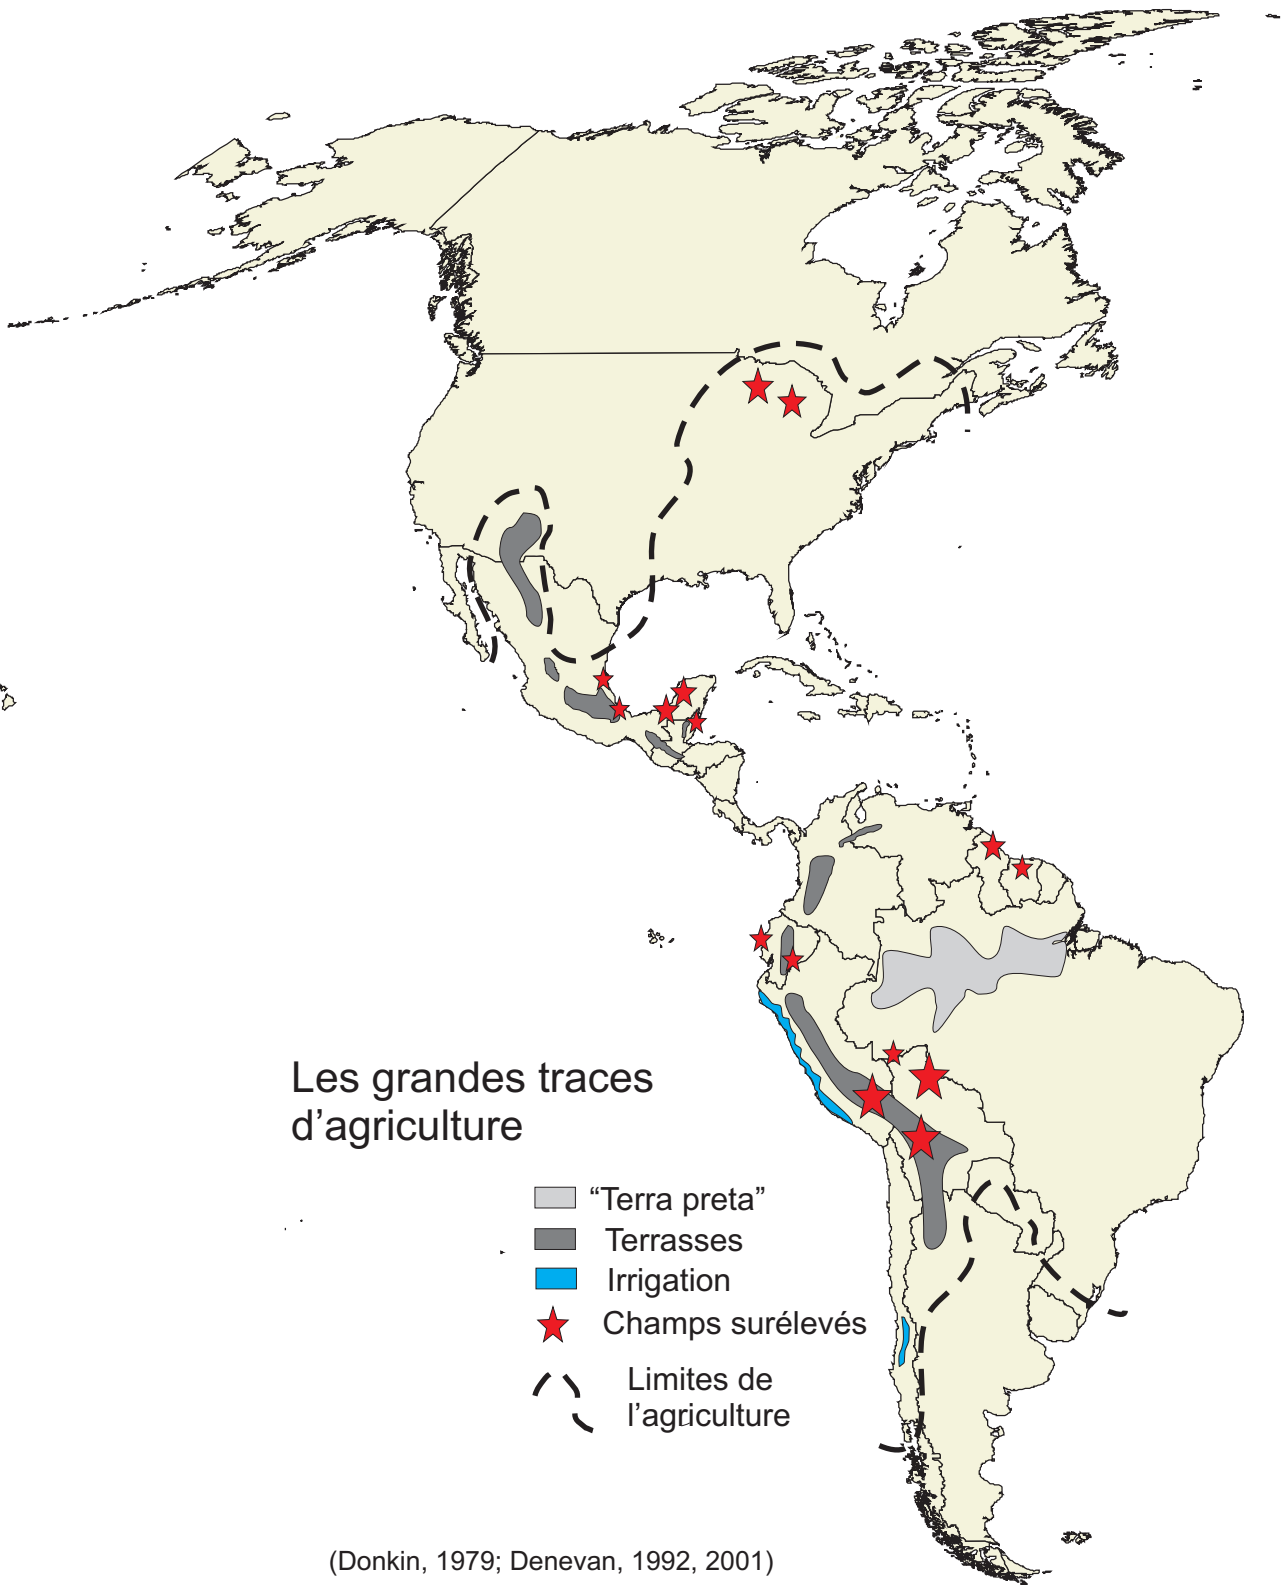 Les grandes traces
d’agriculture
“Terra preta”
Terrasses
Irrigation
Champs surélevés
Limites de
l’agriculture
(Donkin, 1979; Denevan, 1992, 2001)